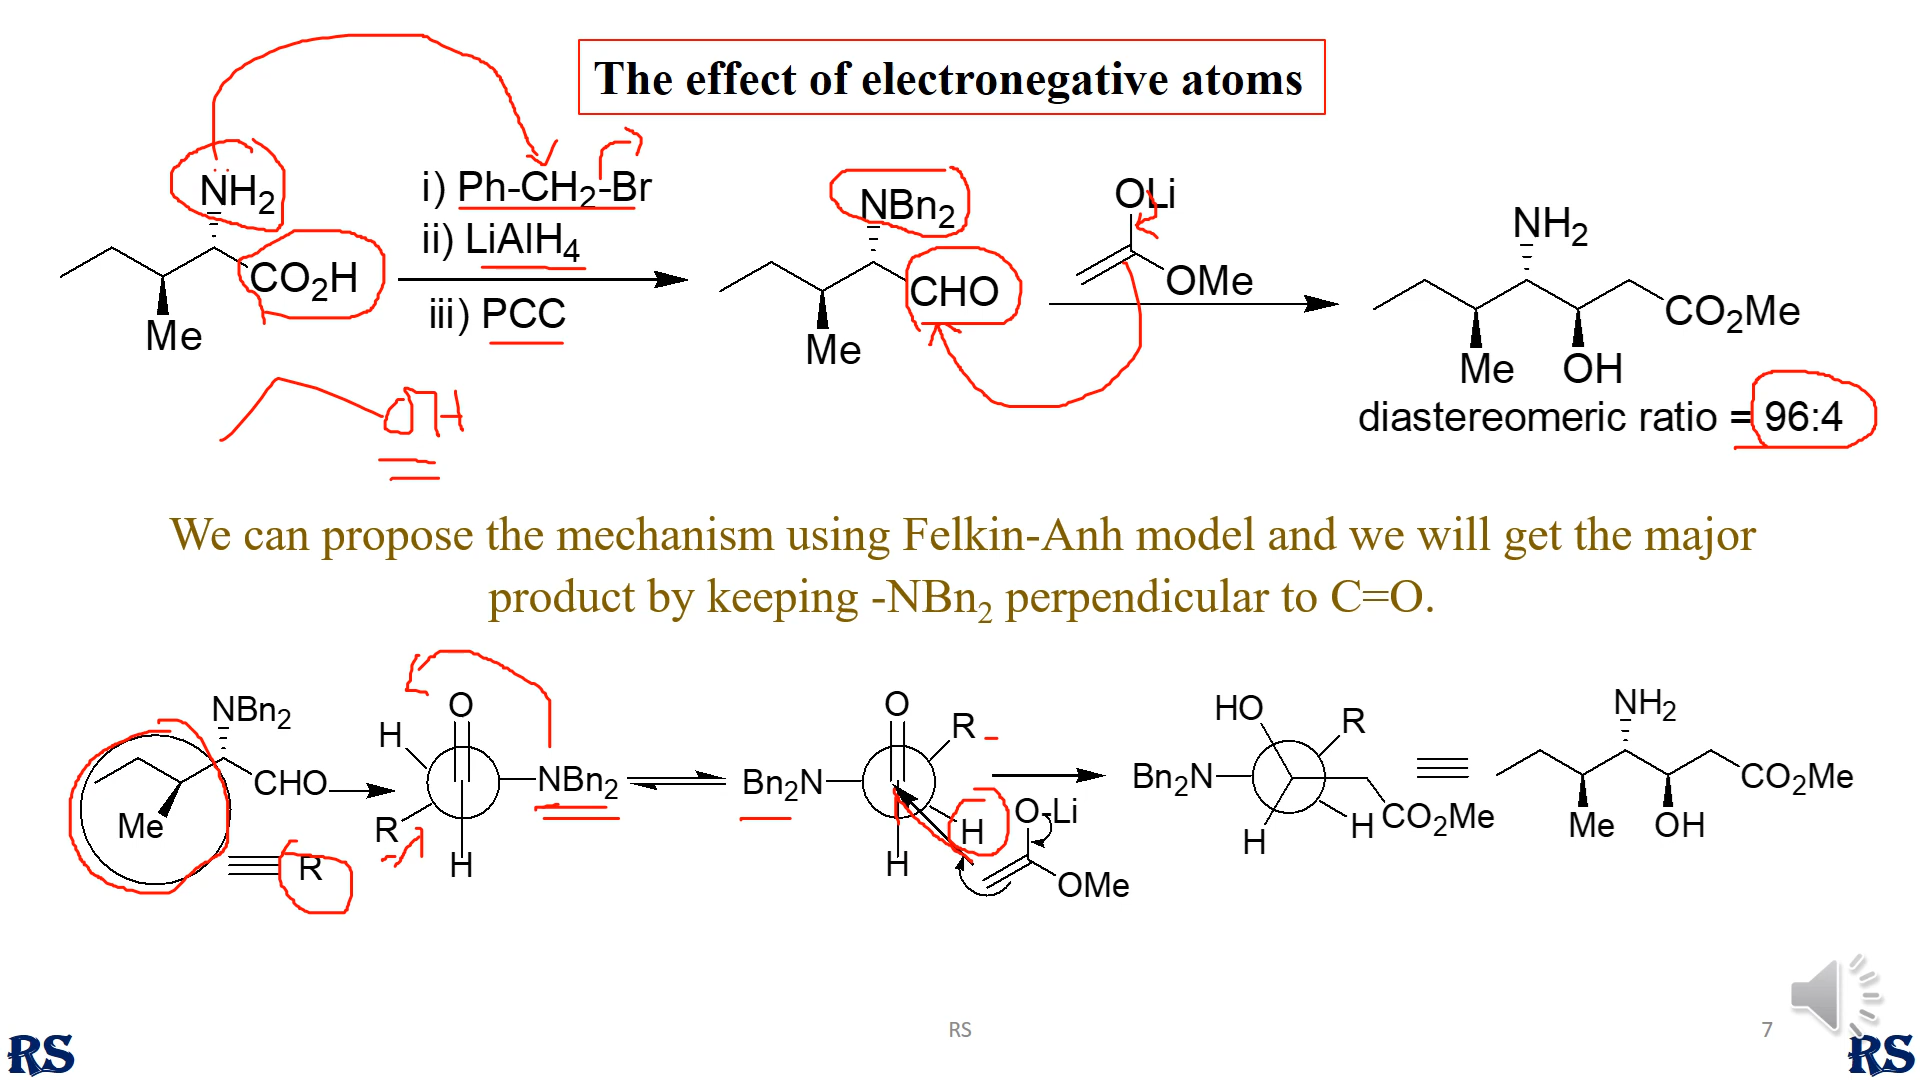 The effect of electronegative atoms
NH2
CO2H
Me
i) Ph-CH2-Br
ii) LiAlH4
iii) PCC
OH
NBn2
CHO
Me
OLi
OMe
NH2
CO2Me
Me
OH
diastereomeric ratio = 96:4
We can propose the mechanism using Felkin-Anh model and we will get the major
product by keeping -NBn2 perpendicular to C=O.
NBn2
CHO
Me
R
O
H
NBn2
R
H
O
R
Bn2N
H
H
O-Li
OMe
HO
R
Bn2N
H
H
CO2Me
NH2
CO2Me
Me
OH
RS
RS
7
RS